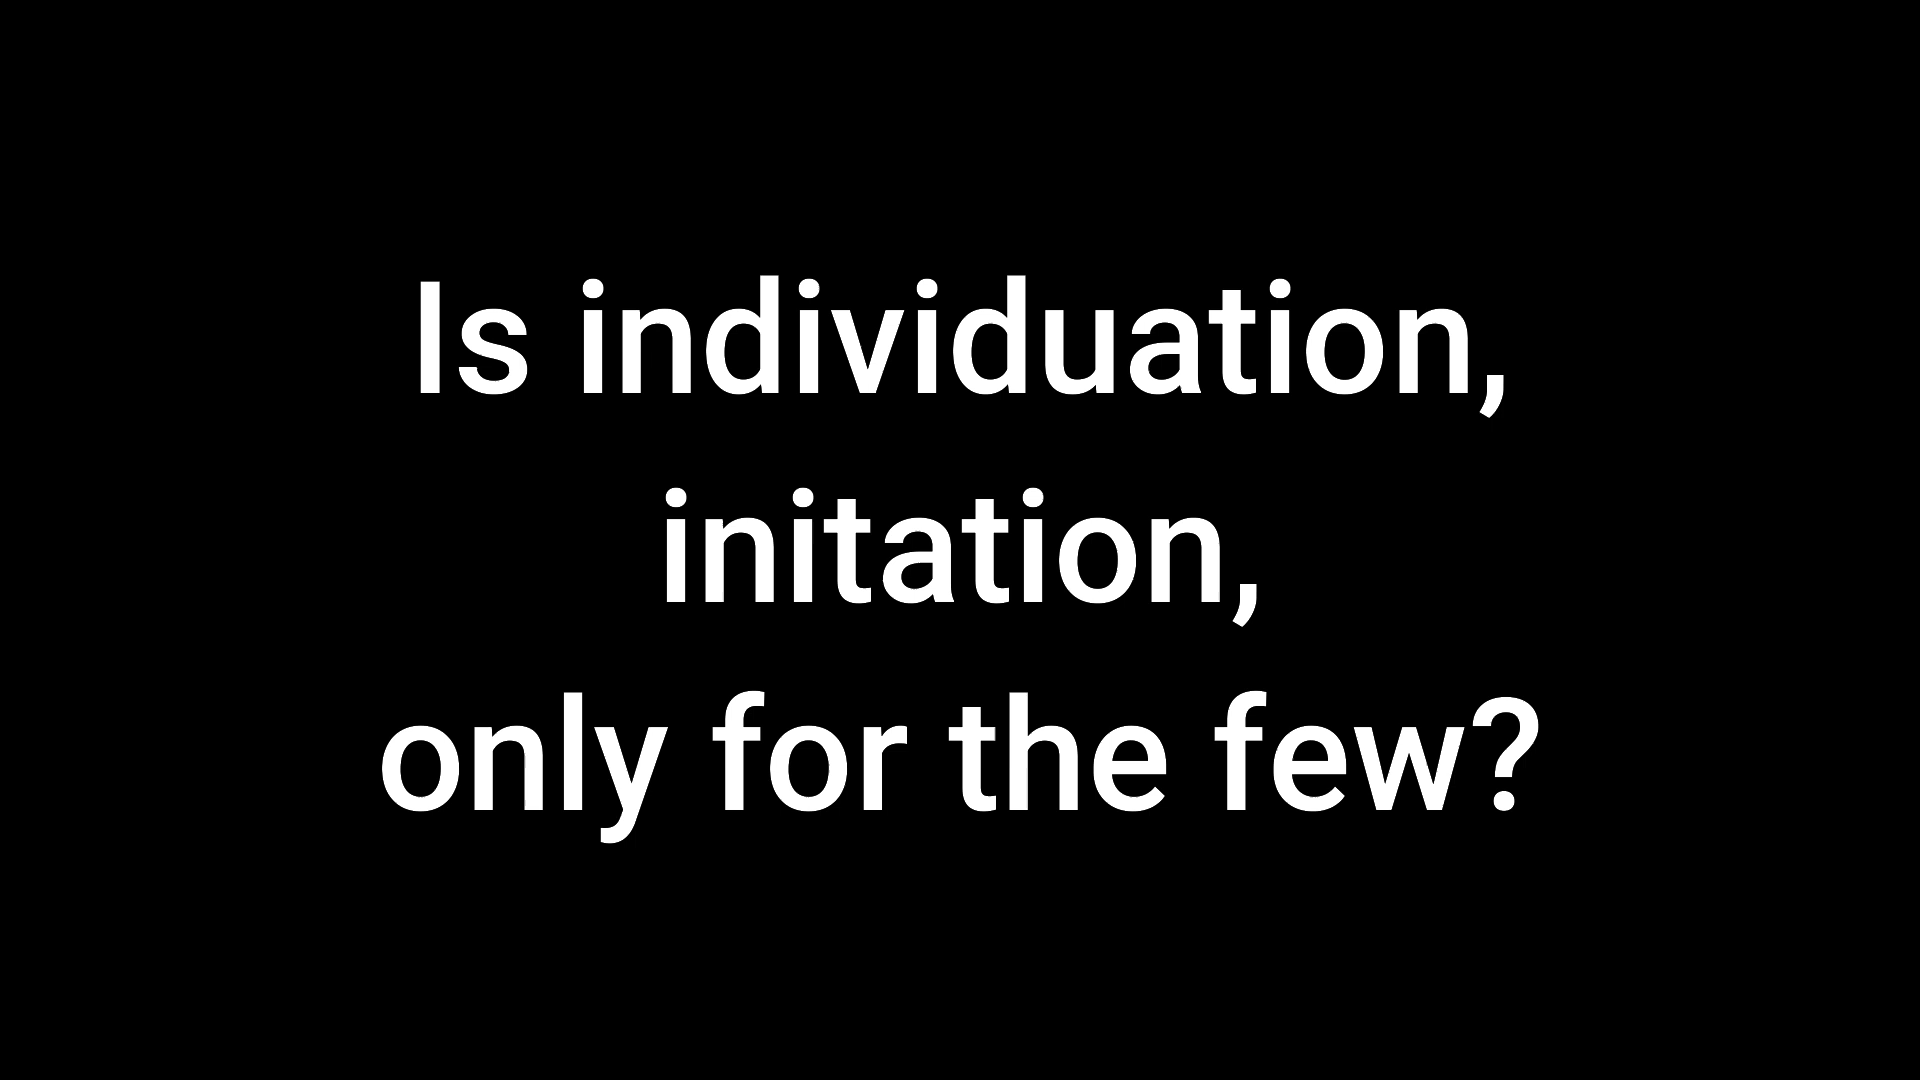 Is individuation,
initation,
only for the few?